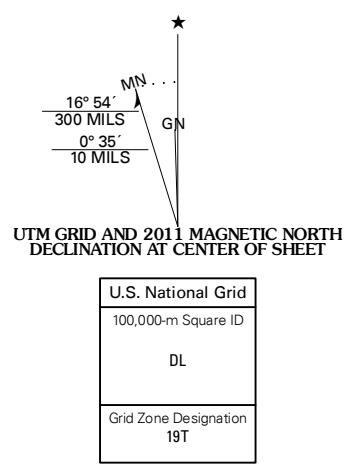 ★
MN
16° 54´
300 MILS
GN
0° 35´
10 MILS
UTM GRID AND 2011 MAGNETIC NORTH
DECLINATION AT CENTER OF SHEET
U.S. National Grid
100,000-m Square ID
DL
Grid Zone Designation
19T